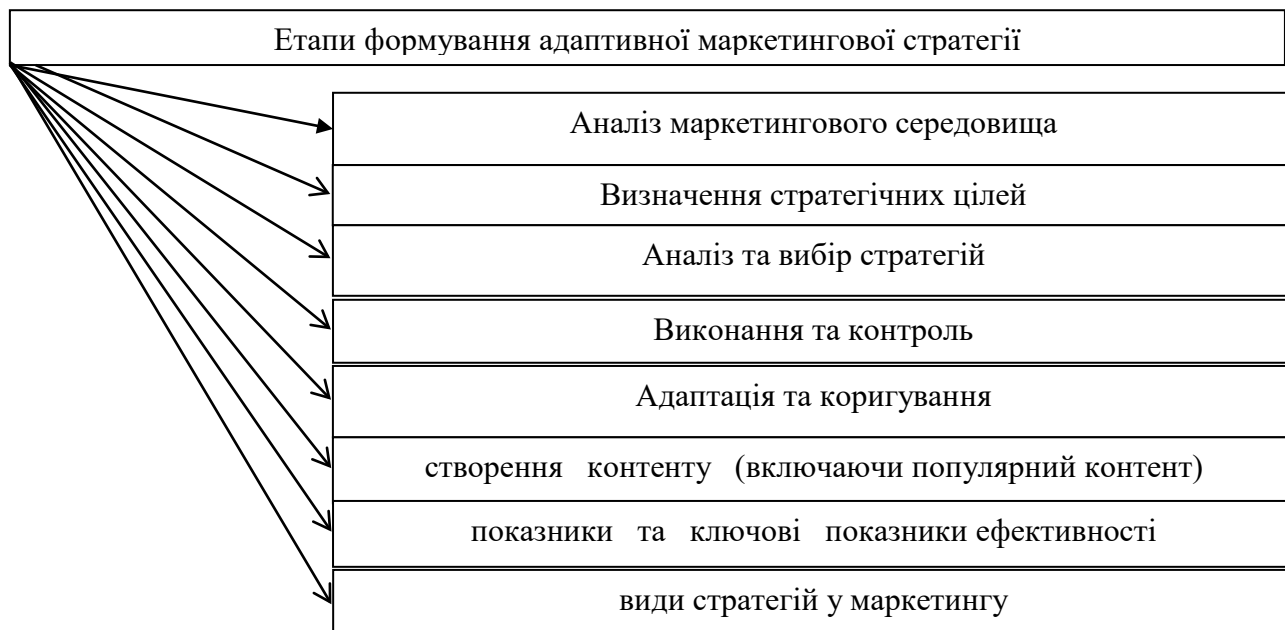 Етапи формування адаптивної маркетингової стратегії
Аналіз маркетингового середовища
Визначення стратегічних цілей
Аналіз та вибір стратегій
Виконання та контроль
Адаптація та коригування
створення контенту (включаючи популярний контент)
показники та ключові показники ефективності
види стратегій у маркетингу